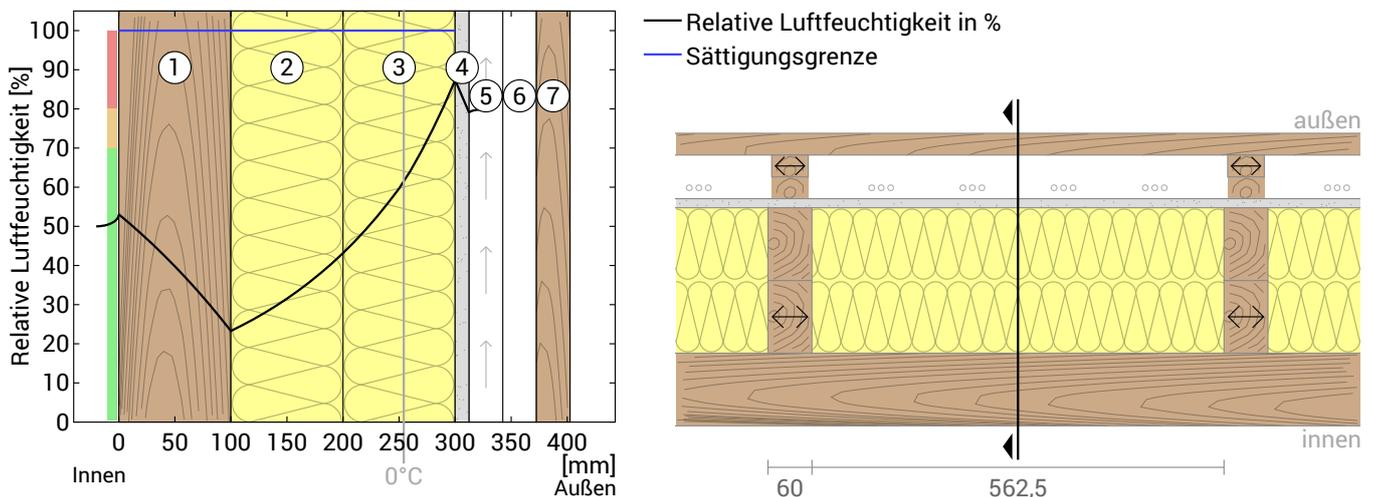 Relative Luftfeuchtigkeit [%]
100
90
80
70
60
50
40
30
20
10
0
1
2
3
4
5
6
7
0 50 100 150 200 250 300 350 400
[mm]
Innen
0°C
Außen
Relative Luftfeuchtigkeit in %
Sättigungsgrenze
außen
innen
60
562,5